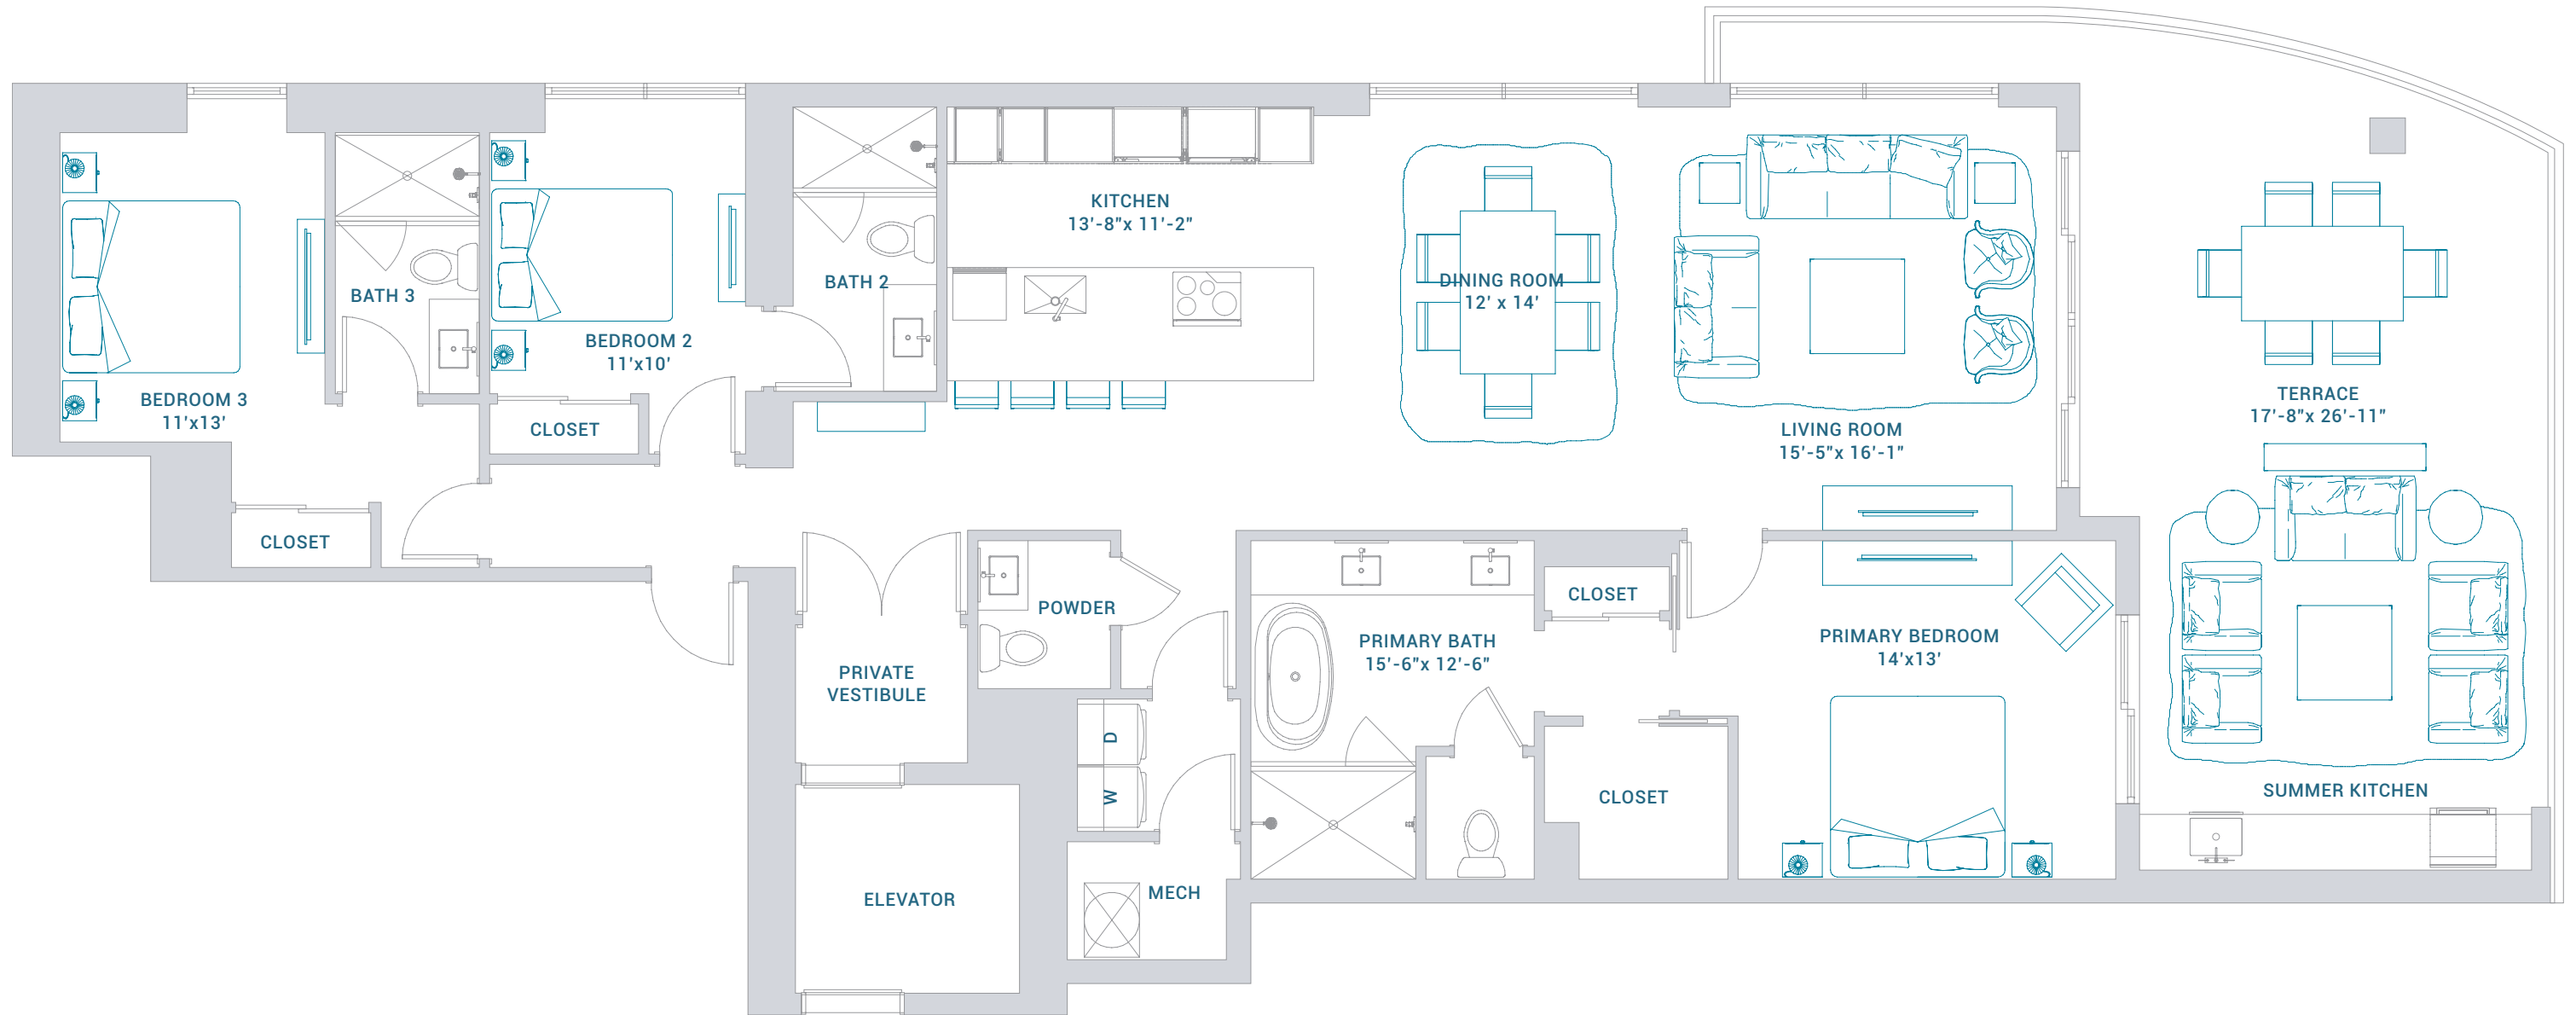 KITCHEN
13'-8"x 11'-2"
BATH 2
DINING ROOM
12' x 14'
BATH 3
BEDROOM 2
11'x10'
BEDROOM 3
11'x13'
CLOSET
LIVING ROOM
15'-5"x 16'-1"
TERRACE
17'-8"x 26'-11"
CLOSET
CLOSET
POWDER
PRIMARY BATH
15'-6"x 12'-6"
PRIMARY BEDROOM
14'x13'
PRIVATE
VESTIBULE
D
W
CLOSET
SUMMER KITCHEN
ELEVATOR
MECH